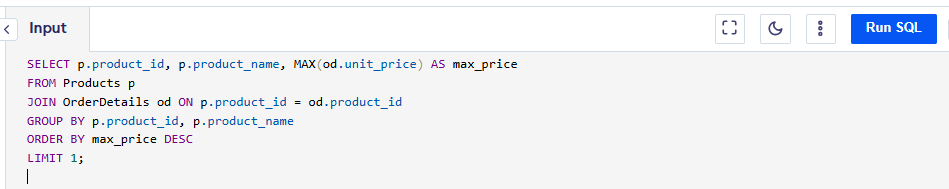 Input
Run SQL
SELECT p.product_id, p.product_name, MAX(od.unit_price) AS max_price
FROM Products p
JOIN OrderDetails od ON p.product_id = od.product_id
GROUP BY p.product_id, p.product_name
ORDER BY max_price DESC
LIMIT 1;